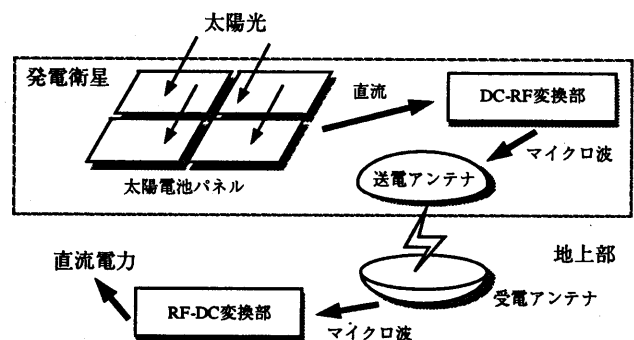 太陽光
発電衛星
直流
DC-RF変換部
マイクロ波
太陽電池パネル
送電アンテナ
地上部
直流電力
受電アンテナ
RF-DC変換部
マイクロ波